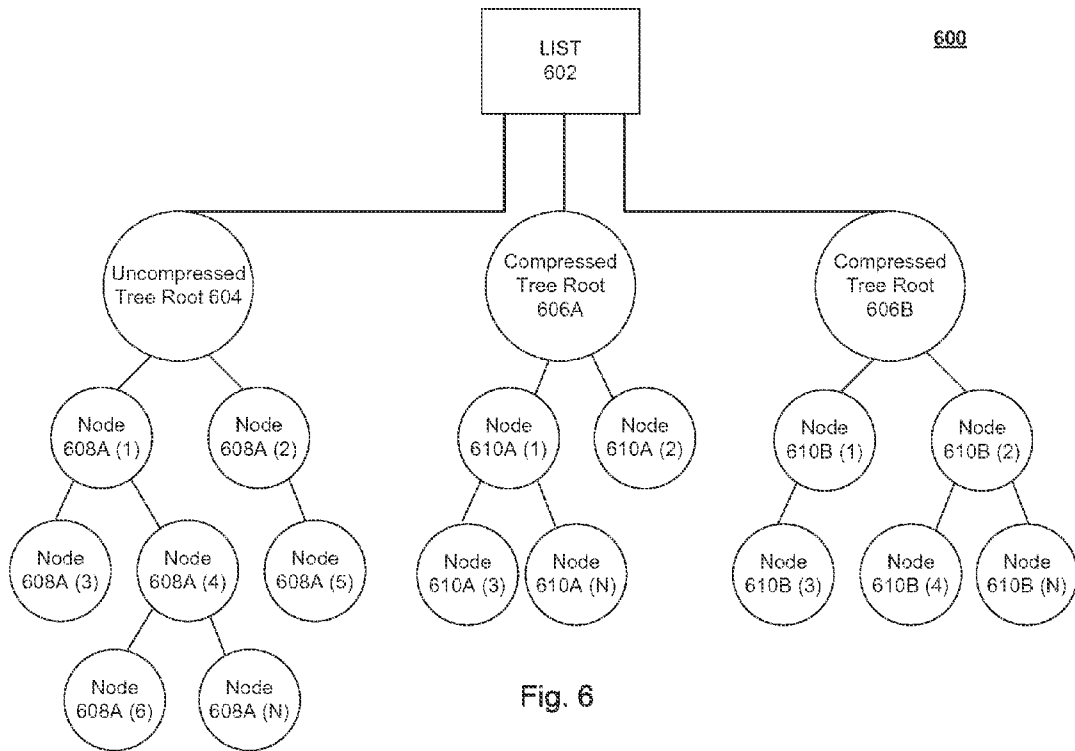 600
LIST
602
Uncompressed
Tree Root 604
Compressed
Tree Root
606A
Compressed
Tree Root
606B
Node
608A (1)
Node
608A (2)
Node
610A (1)
Node
610A (2)
Node
610B (1)
Node
610B (2)
Node
608A (3)
Node
608A (4)
Node
608A (5)
Node
610A (3)
Node
610A (N)
Node
610B (3)
Node
610B (4)
Node
610B (N)
Node
608A (6)
Node
608A (N)
Fig. 6